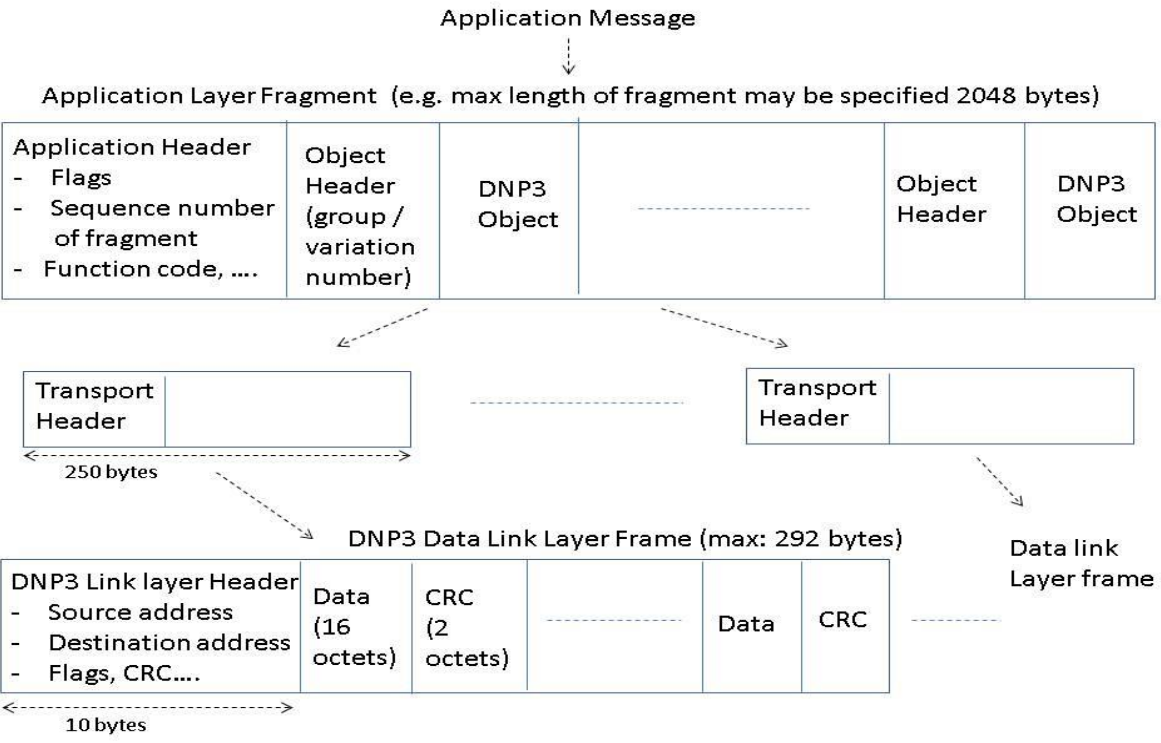 Application Message
Application Layer Fragment (e.g. max length of fragment may be specified 2048 bytes)
Application Header
- Flags
- Sequence number
of fragment
- Function code, ....
Object
Header
(group /
variation
number)
DNP3
Object
Object
Header
DNP3
Object
Transport
Header
Transport
Header
250 bytes
DNP3 Data Link Layer Frame (max: 292 bytes)
Data link
Layer frame
DNP3 Link layer Header
- Source address
- Destination address
- Flags, CRC....
Data
(16
octets)
CRC
(2
octets)
Data
CRC
10 bytes